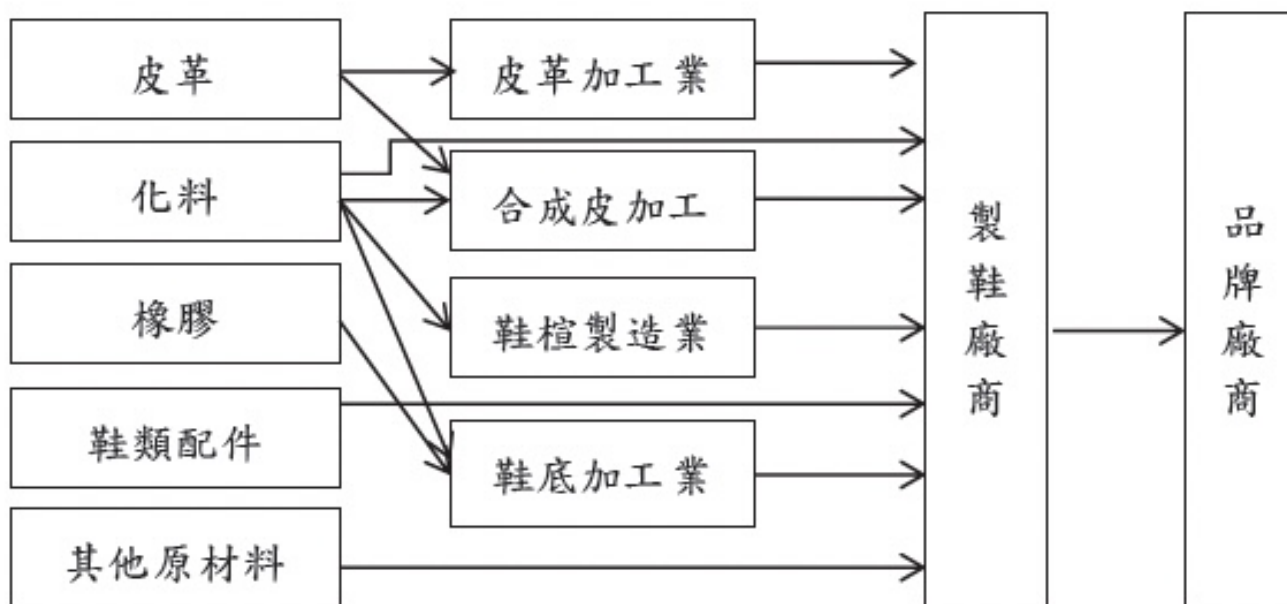 皮革
化料
橡膠
鞋類配件
其他原材料
皮革加工業
合成皮加工
鞋楦製造業
鞋底加工業
製鞋廠商
品牌廠商